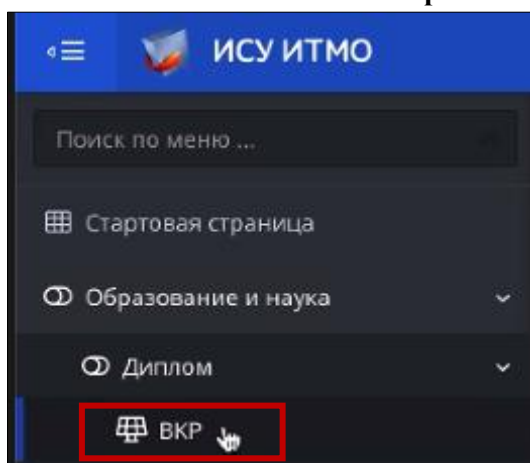 ИСУ ИТМО
Поиск по меню ...
Стартовая страница
Образование и наука
Диплом
ВКР